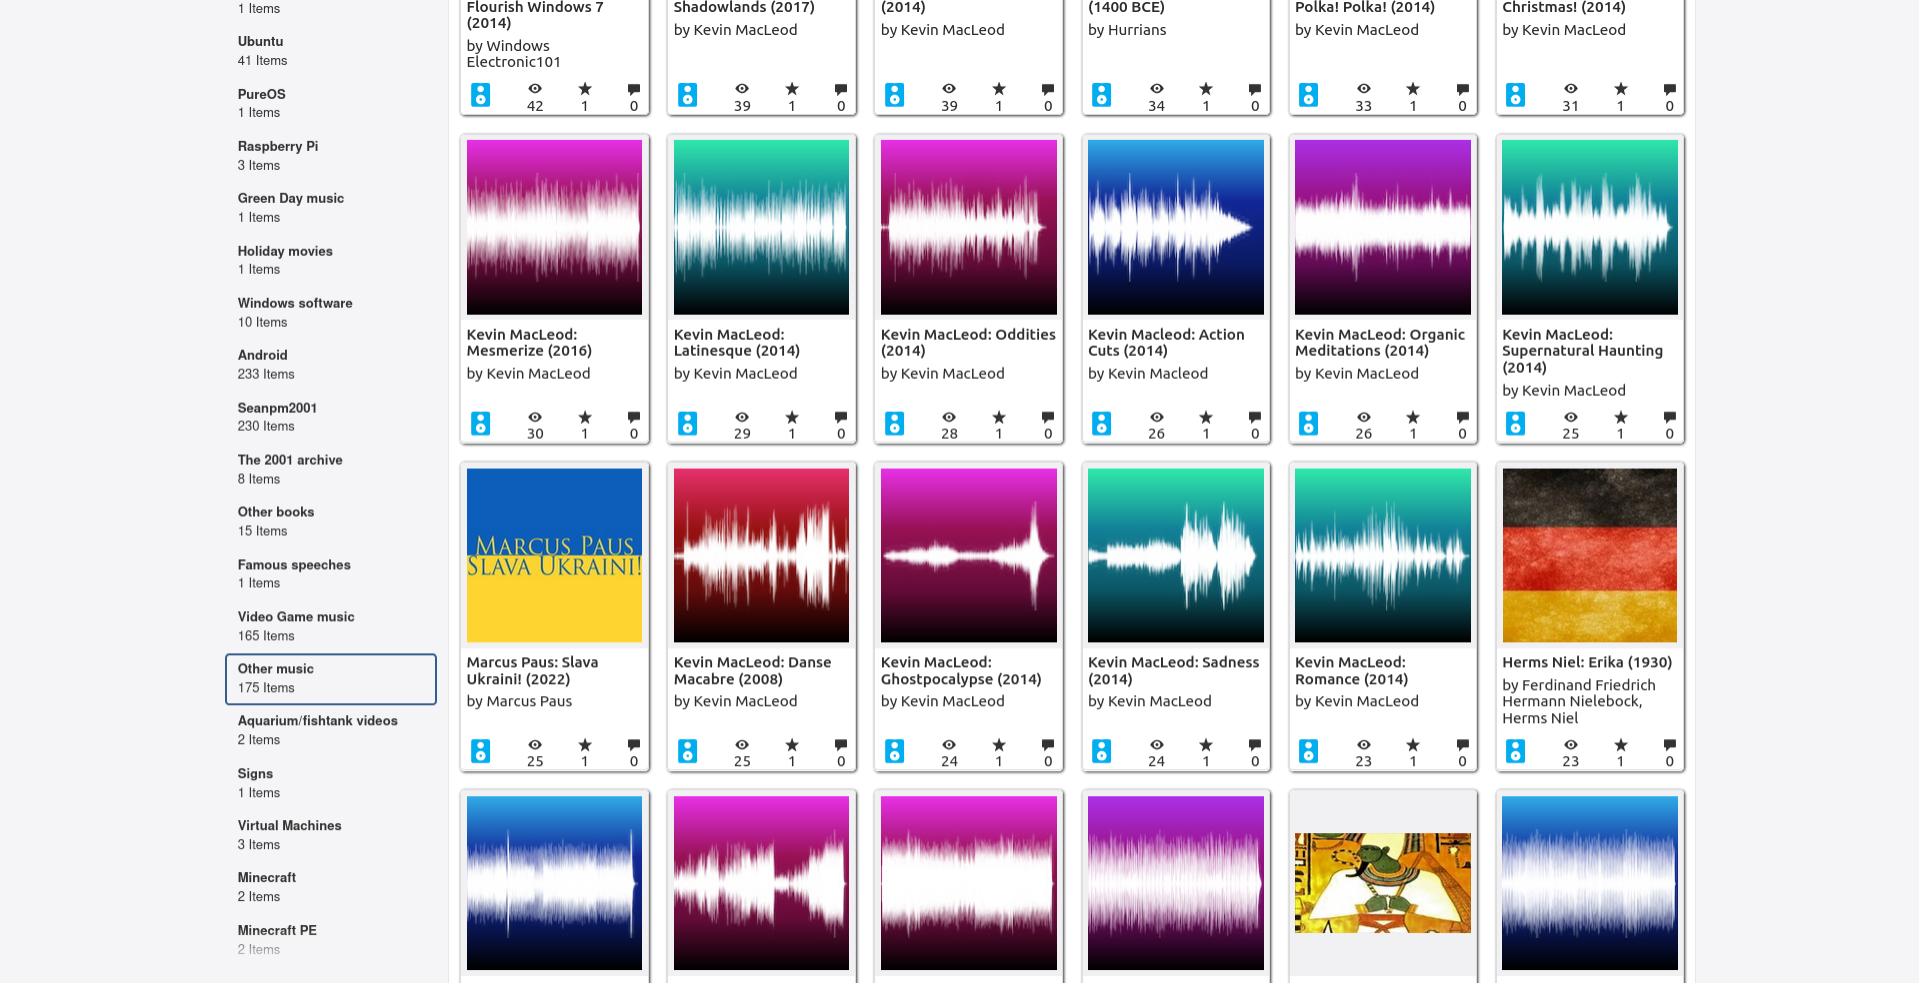 1 Items
Ubuntu
41 Items
PureOS
1 Items
Raspberry Pi
3 Items
Green Day music
1 Items
Holiday movies
1 Items
Windows software
10 Items
Android
233 Items
Seanpm2001
230 Items
The 2001 archive
8 Items
Other books
15 Items
Famous speeches
1 Items
Video Game music
165 Items
Other music
175 Items
Aquarium/fishtank videos
2 Items
Signs
1 Items
Virtual Machines
3 Items
Minecraft
2 Items
Minecraft PE
2 Items
Flourish Windows 7
(2014)
by Windows
Electronic101
42 1 0
Shadowlands (2017)
by Kevin MacLeod
39 1 0
(2014)
by Kevin MacLeod
39 1 0
(1400 BCE)
by Hurrians
34 1 0
Polka! Polka! (2014)
by Kevin MacLeod
33 1 0
Christmas! (2014)
by Kevin MacLeod
31 1 0
Kevin MacLeod:
Mesmerize (2016)
by Kevin MacLeod
30 1 0
Kevin MacLeod:
Latinesque (2014)
by Kevin MacLeod
29 1 0
Kevin MacLeod: Oddities
(2014)
by Kevin MacLeod
28 1 0
Kevin Macleod: Action
Cuts (2014)
by Kevin Macleod
26 1 0
Kevin MacLeod: Organic
Meditations (2014)
by Kevin MacLeod
26 1 0
Kevin MacLeod:
Supernatural Haunting
(2014)
by Kevin MacLeod
25 1 0
MARCUS PAUS
SLAVA UKRAINI!
Marcus Paus: Slava
Ukraini! (2022)
by Marcus Paus
25 1 0
Kevin MacLeod: Danse
Macabre (2008)
by Kevin MacLeod
25 1 0
Kevin MacLeod:
Ghostpocalypse (2014)
by Kevin MacLeod
24 1 0
Kevin MacLeod: Sadness
(2014)
by Kevin MacLeod
24 1 0
Kevin MacLeod:
Romance (2014)
by Kevin MacLeod
23 1 0
Herms Niel: Erika (1930)
by Ferdinand Friedrich
Hermann Nielebock,
Herms Niel
23 1 0